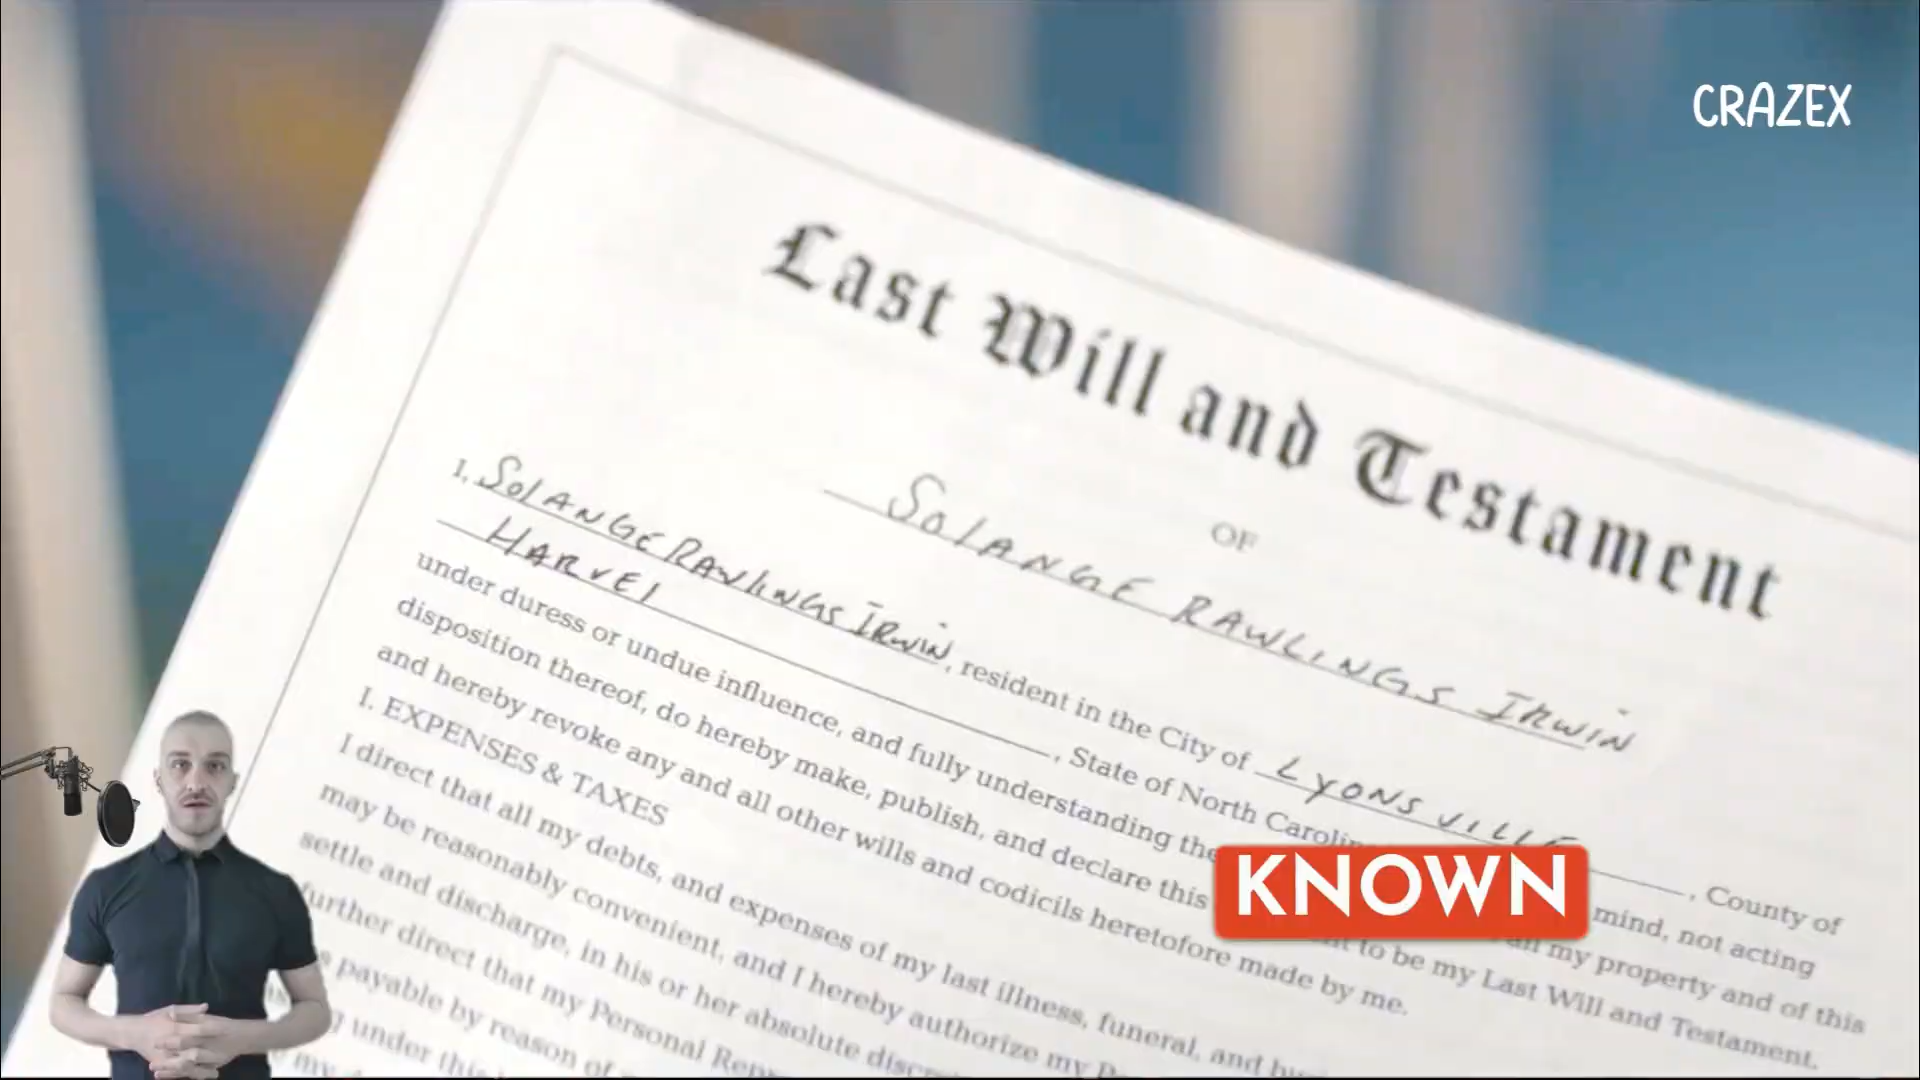 CRAZEX
Last Will and Testament
OF
SOLANGE RAWLINGS IRWIN
I, SOLANGE RAWLINGS IRWIN, resident in the City of LYONSVILLE, County of
HARVEI, State of North mind, not acting
under duress or undue influence, and fully understanding all my property and of this
disposition thereof, do hereby make, publish, and declare this to be my Last Will and Testament,
and hereby revoke any and all other wills and codicils heretofore made by me.
I. EXPENSES & TAXES
I direct that all my debts, and expenses of my last illness, funeral, and
may be reasonably convenient, and I hereby authorize my
settle and discharge, in his or her absolute
further direct that my Personal
payable by reason of
under this
my
KNOWN